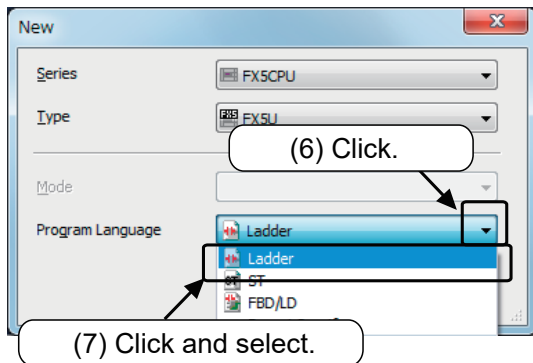 New
Series
FX5CPU
Type
FX5U
(6) Click.
Mode
Program Language
Ladder
Ladder
ST
FBD/LD
(7) Click and select.